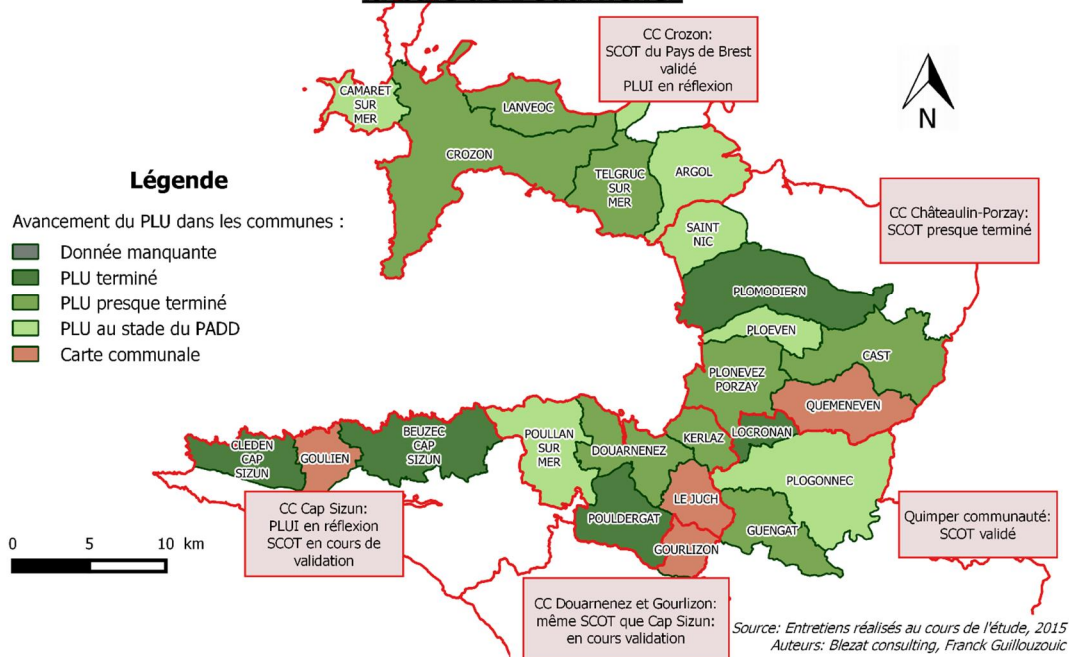 CC Crozon:
SCOT du Pays de Brest
validé
PLUI en réflexion
N
CAMARET
SUR
MER
LANVEOC
CROZON
TELGRUC
SUR
MER
ARGOL
SAINT
NIC
Légende
Avancement du PLU dans les communes :
Donnée manquante
PLU terminé
PLU presque terminé
PLU au stade du PADD
Carte communale
CC Châteaulin-Porzay:
SCOT presque terminé
PLOMODIERN
PLOEVEN
CAST
PLONEVEZ
PORZAY
QUEMENEVEN
CLEDEN
CAP
SIZUN
GOULIEN
BEUZEC
CAP
SIZUN
POULLAN
SUR
MER
DOUARNENEZ
KERLAZ
LOCRONAN
PLOGONNEC
LE JUCH
POULDERGAT
GUENGAT
GOURLIZON
CC Cap Sizun:
PLUI en réflexion
SCOT en cours de
validation
Quimper communauté:
SCOT validé
0 5 10 km
CC Douarnenez et Gourlizon:
même SCOT que Cap Sizun:
en cours validation
Source: Entretiens réalisés au cours de l'étude, 2015
Auteurs: Blezat consulting, Franck Guillouzouic